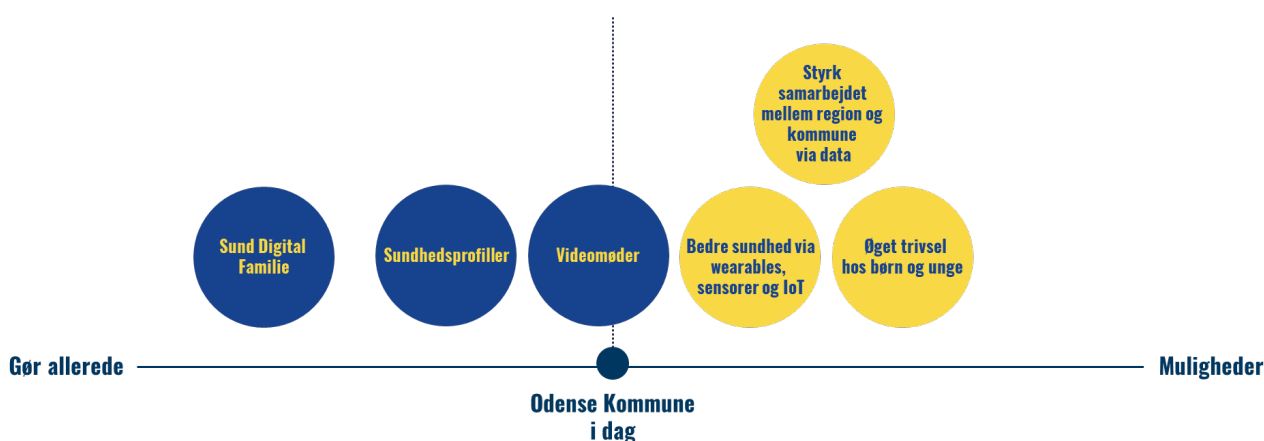 Styrk
samarbejdet
mellem region og
kommune
via data
Sund Digital
Familie
Sundhedsprofiller
Videomøder
Bedre sundhed via
wearables,
sensorer og IoT
Øget trivsel
hos børn og unge
Gør allerede
Muligheder
Odense Kommune
i dag